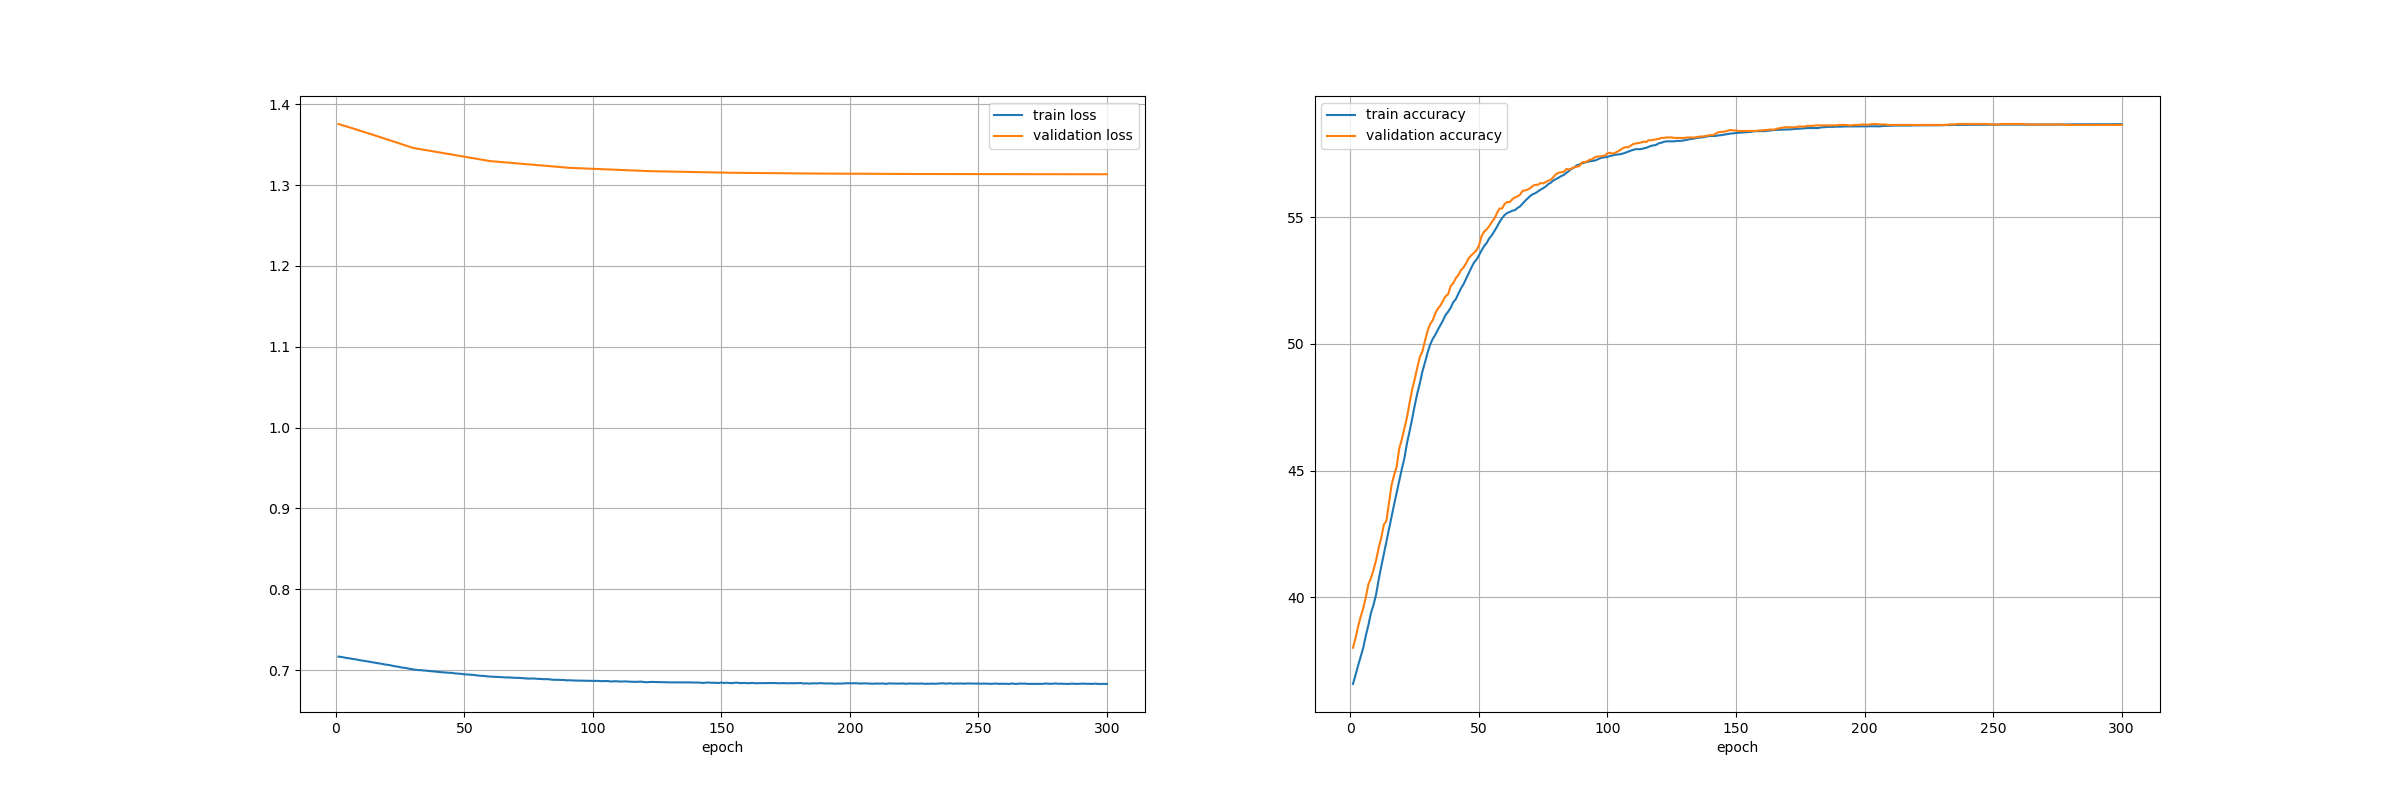 1.4
1.3
1.2
1.1
1.0
0.9
0.8
0.7
0 50 100 150 200 250 300
epoch
train loss
validation loss
55
50
45
40
0 50 100 150 200 250 300
epoch
train accuracy
validation accuracy